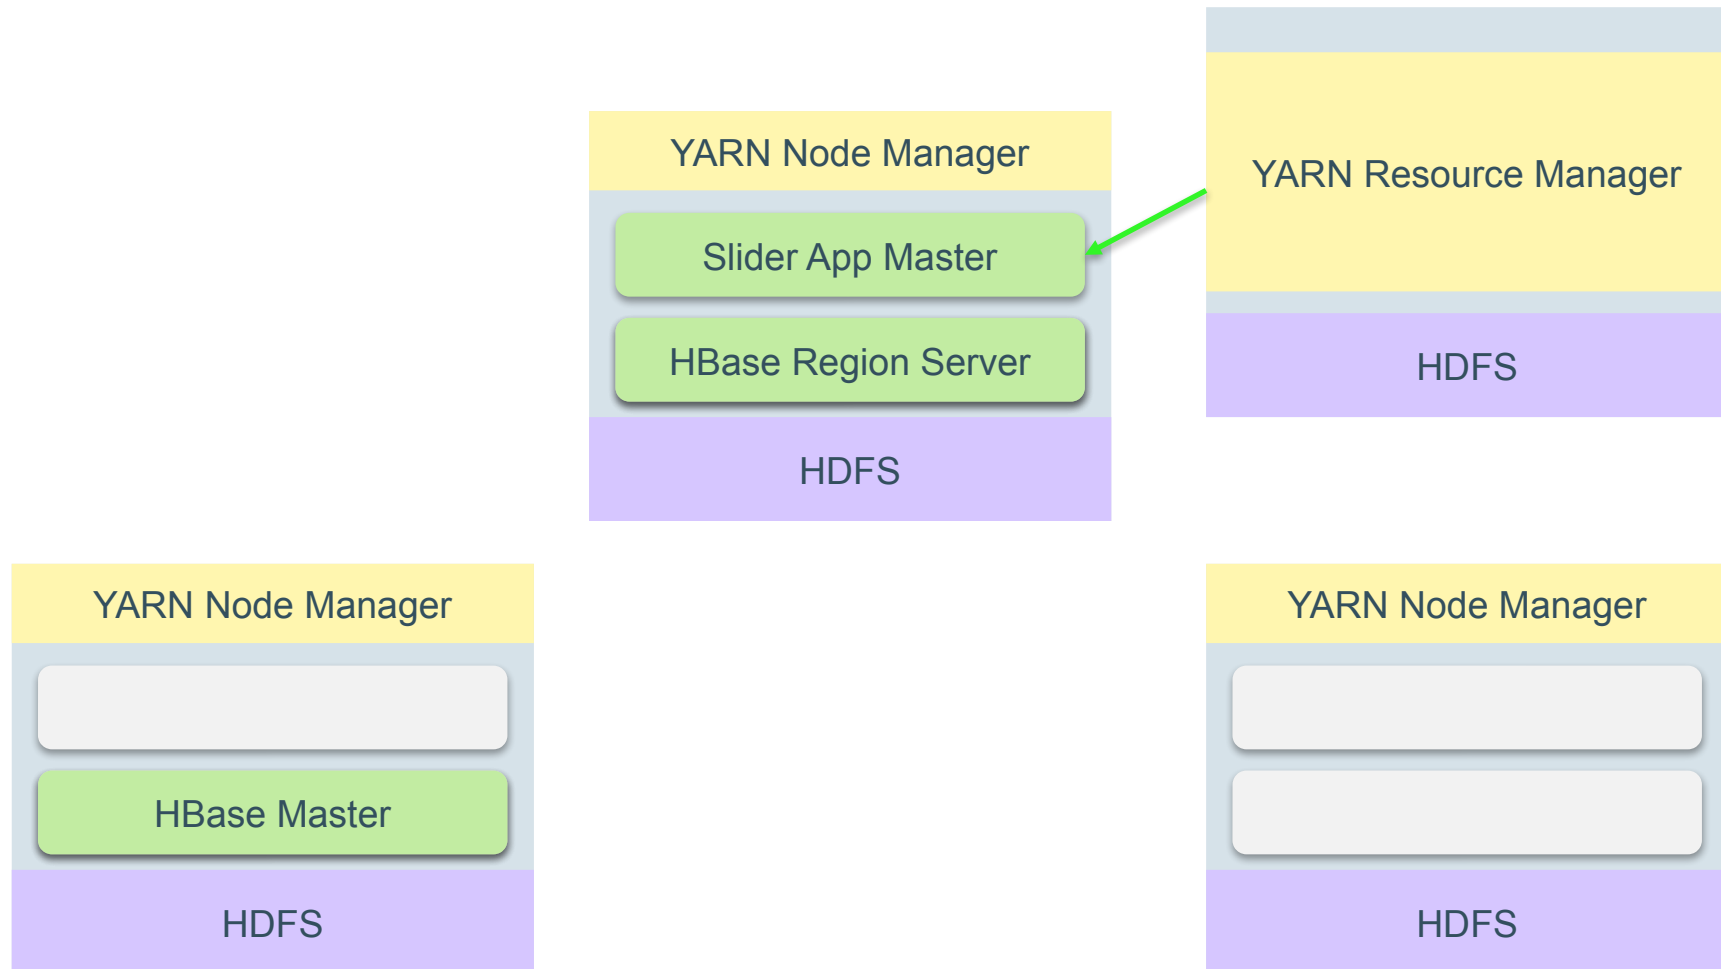 YARN Node Manager
Slider App Master
HBase Region Server
HDFS
YARN Resource Manager
HDFS
YARN Node Manager
HBase Master
HDFS
YARN Node Manager
HDFS